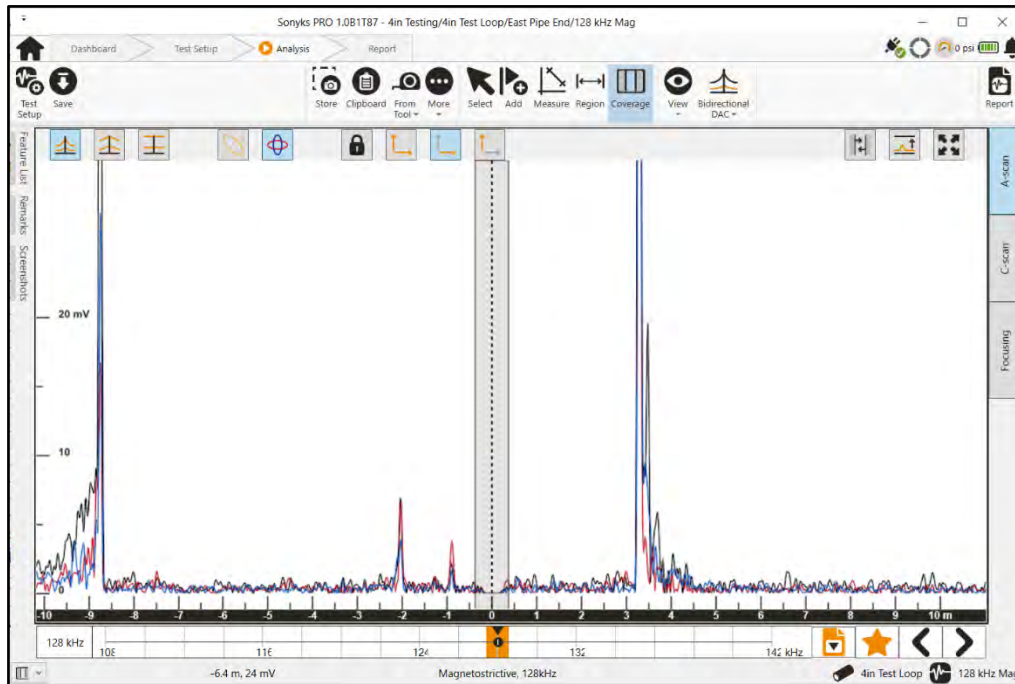 Sonyks PRO 1.0B1T87 - 4in Testing/4in Test Loop/East Pipe End/128 kHz Mag
Dashboard
Test Setup
Analysis
Report
0 psi
Test Setup
Save
Store
Clipboard
From Tool
More
Select
Add
Measure
Region
Coverage
View
Bidirectional DAC
Report
Feature List
Remarks
Screenshots
A-scan
C-scan
Focusing
20 mV
10
0
-10 -9 -8 -7 -6 -5 -4 -3 -2 -1 0 1 2 3 4 5 6 7 8 9 10 m
128 kHz
108 116 124 132 142 kHz
-6.4 m, 24 mV
Magnetostrictive, 128kHz
4in Test Loop
128 kHz Mag